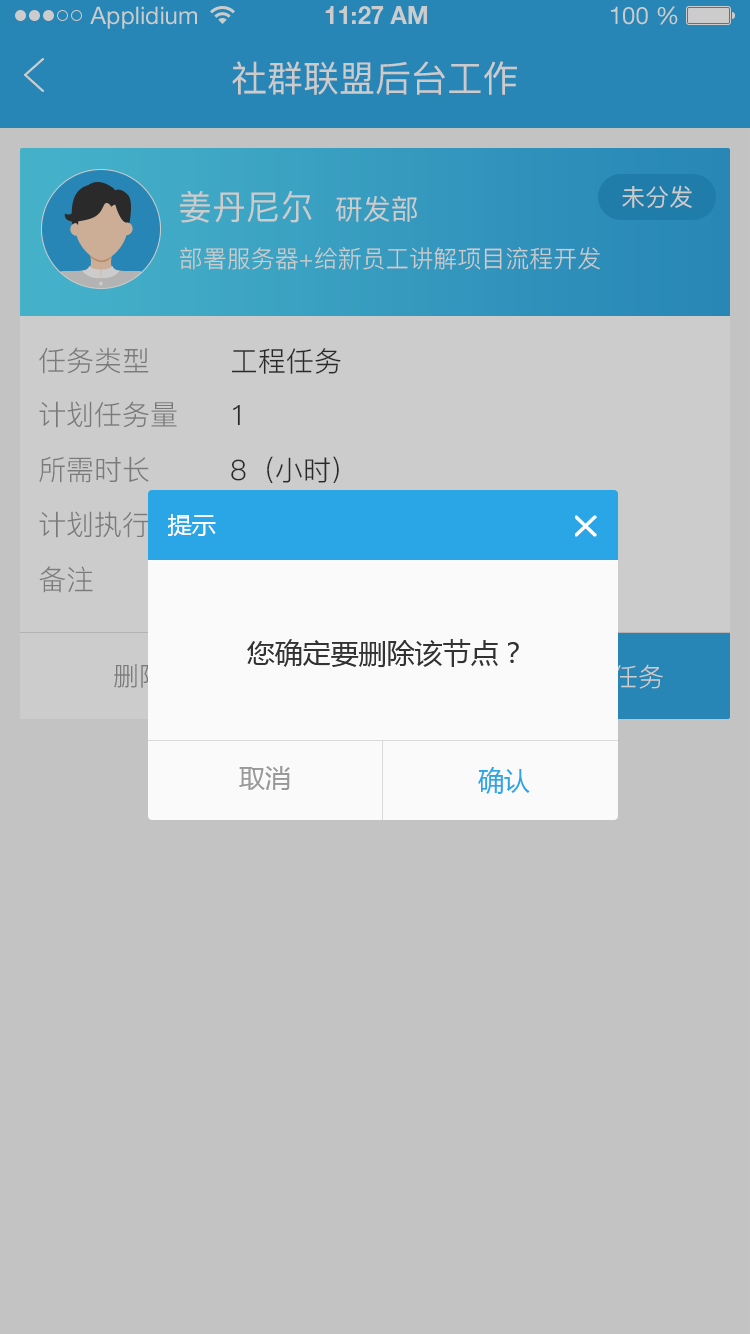 Applidium 11:27 AM 100 %
社群联盟后台工作
姜丹尼尔 研发部 未分发
部署服务器+给新员工讲解项目流程开发
任务类型 工程任务
计划任务量 1
所需时长 8（小时）
计划执行
提示
备注
您确定要删除该节点？
删 任务
取消 确认